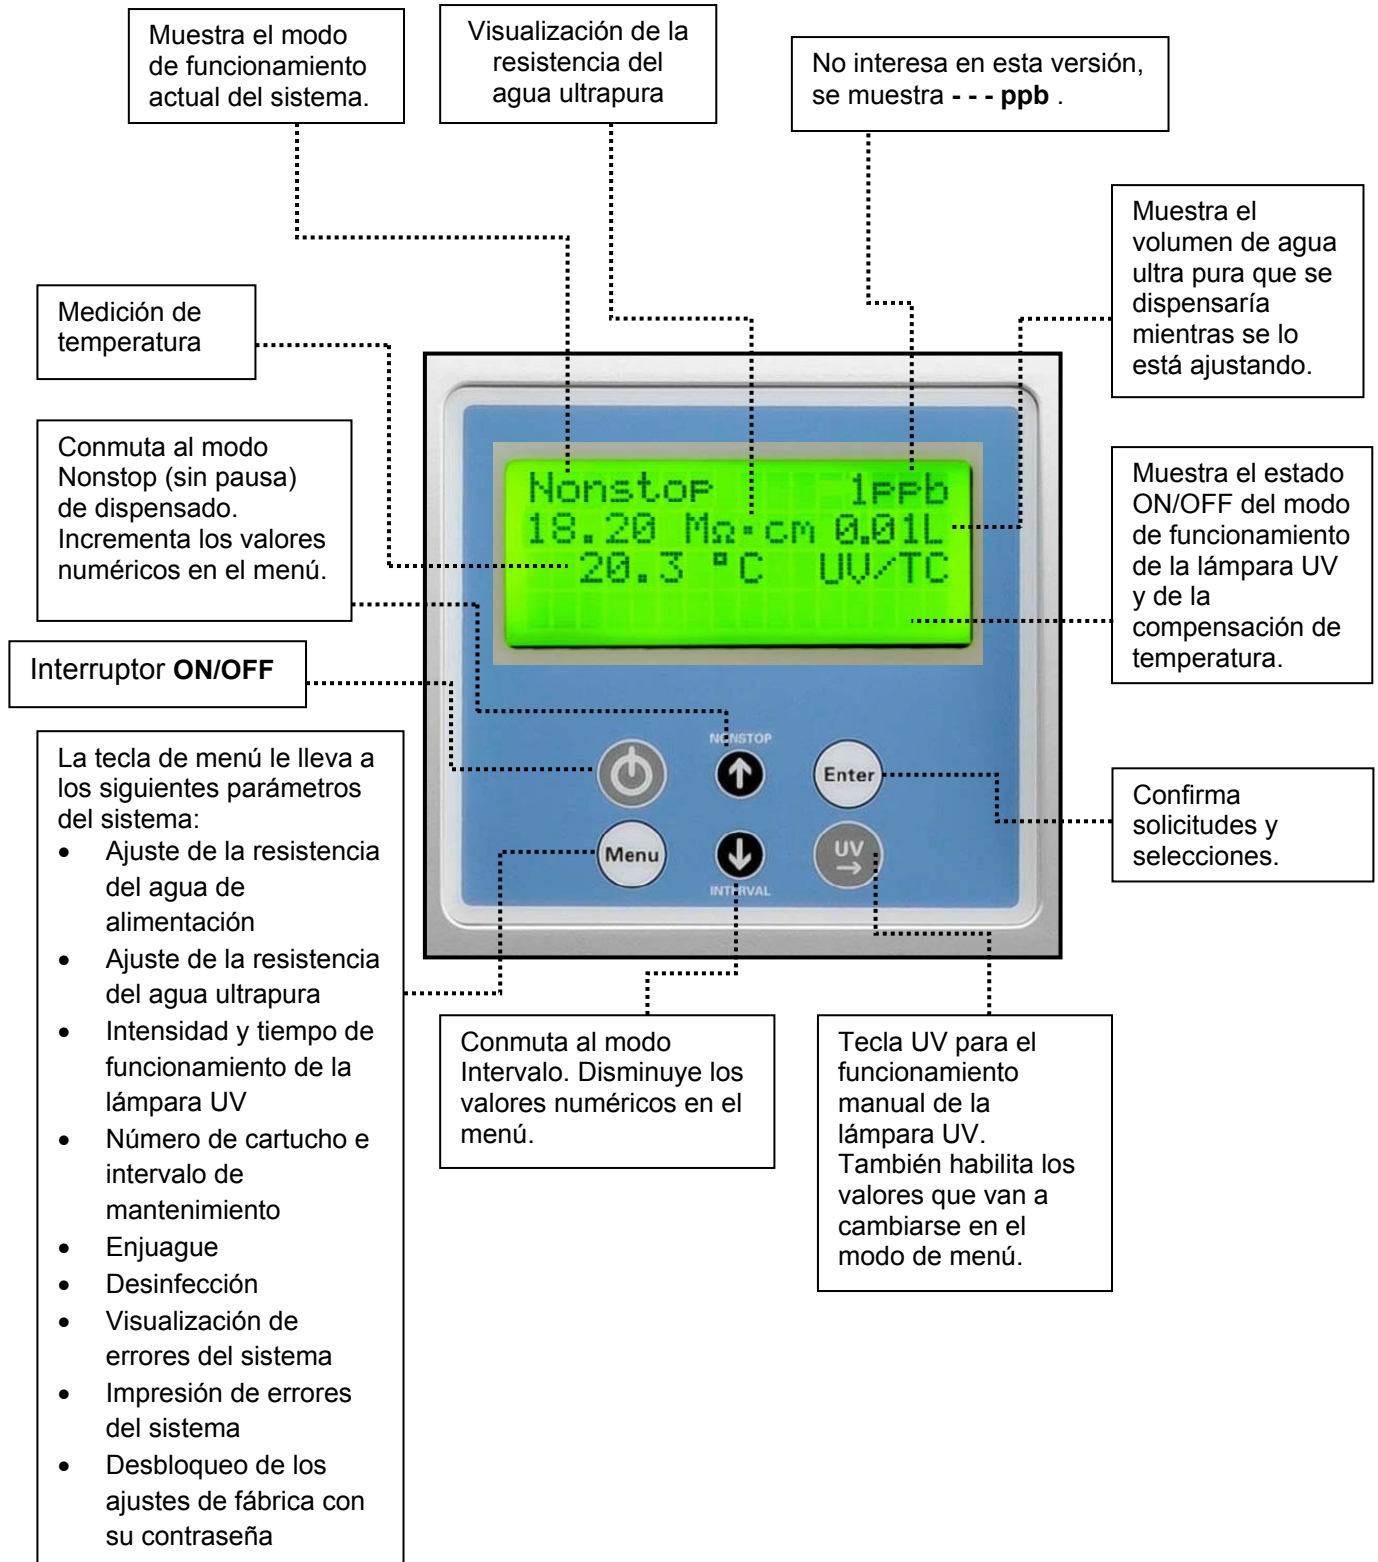 Muestra el modo
de funcionamiento
actual del sistema.
Visualización de la
resistencia del
agua ultrapura
No interesa en esta versión,
se muestra - - - ppb .
Muestra el
volumen de agua
ultra pura que se
dispensaría
mientras se lo
está ajustando.
Medición de
temperatura
Conmuta al modo
Nonstop (sin pausa)
de dispensado.
Incrementa los valores
numéricos en el menú.
Muestra el estado
ON/OFF del modo
de funcionamiento
de la lámpara UV
y de la
compensación de
temperatura.
Nonstop 1ppb
18.20 MΩ·cm 0.01L
20.3 °C UV/TC
Interruptor ON/OFF
NONSTOP
Enter
Menu
UV
INTERVAL
Confirma
solicitudes y
selecciones.
La tecla de menú le lleva a
los siguientes parámetros
del sistema:
• Ajuste de la resistencia
del agua de
alimentación
• Ajuste de la resistencia
del agua ultrapura
• Intensidad y tiempo de
funcionamiento de la
lámpara UV
• Número de cartucho e
intervalo de
mantenimiento
• Enjuague
• Desinfección
• Visualización de
errores del sistema
• Impresión de errores
del sistema
• Desbloqueo de los
ajustes de fábrica con
su contraseña
Conmuta al modo
Intervalo. Disminuye los
valores numéricos en el
menú.
Tecla UV para el
funcionamiento
manual de la
lámpara UV.
También habilita los
valores que van a
cambiarse en el
modo de menú.